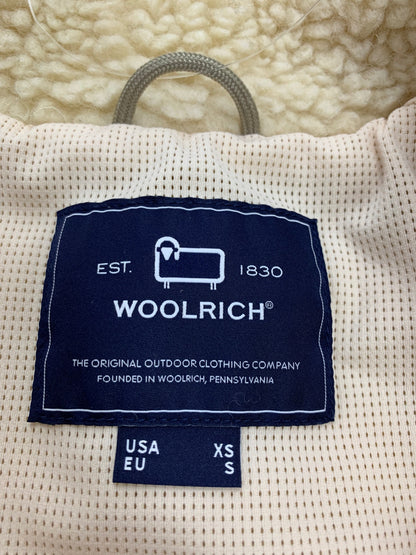 EST. 1830
WOOLRICH®
THE ORIGINAL OUTDOOR CLOTHING COMPANY
FOUNDED IN WOOLRICH, PENNSYLVANIA
USA XS
EU S